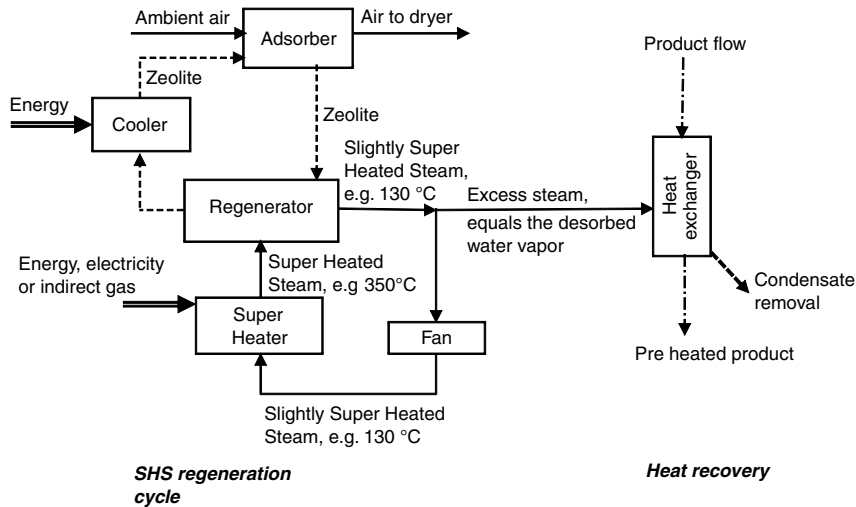 Ambient air
Air to dryer
Adsorber
Product flow
Zeolite
Energy
Cooler
Zeolite
Slightly Super
Heated Steam,
e.g. 130 °C
Regenerator
Excess steam,
equals the desorbed
water vapor
Heat
exchanger
Energy, electricity
or indirect gas
Super Heated
Steam, e.g 350°C
Condensate
removal
Super
Heater
Fan
Pre heated product
Slightly Super Heated
Steam, e.g. 130 °C
SHS regeneration
cycle
Heat recovery